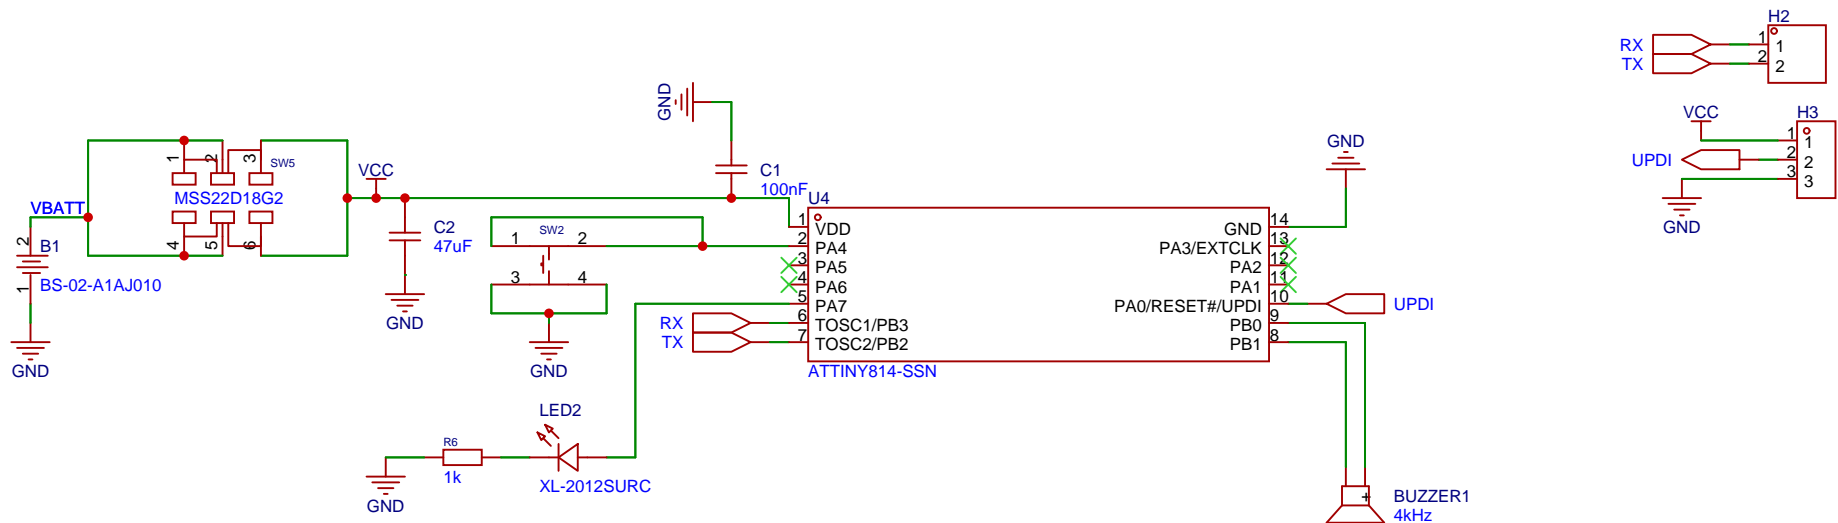 H2
RX
1
1
TX
2
2
VCC
H3
1
1
UPDI
2
2
3
3
GND
GND
C1
100nF
GND
1
2
3
SW5
MSS22D18G2
4
5
6
VBATT
2
B1
1
BS-02-A1AJ010
GND
VCC
C2
47uF
GND
1
SW2
2
3
4
GND
U4
1
VDD
2
PA4
3
PA5
4
PA6
5
PA7
6
TOSC1/PB3
7
TOSC2/PB2
14
GND
13
PA3/EXTCLK
12
PA2
11
PA1
10
PA0/RESET#/UPDI
9
PB0
8
PB1
RX
TX
UPDI
ATTINY814-SSN
LED2
XL-2012SURC
R6
1k
GND
+
BUZZER1
4kHz